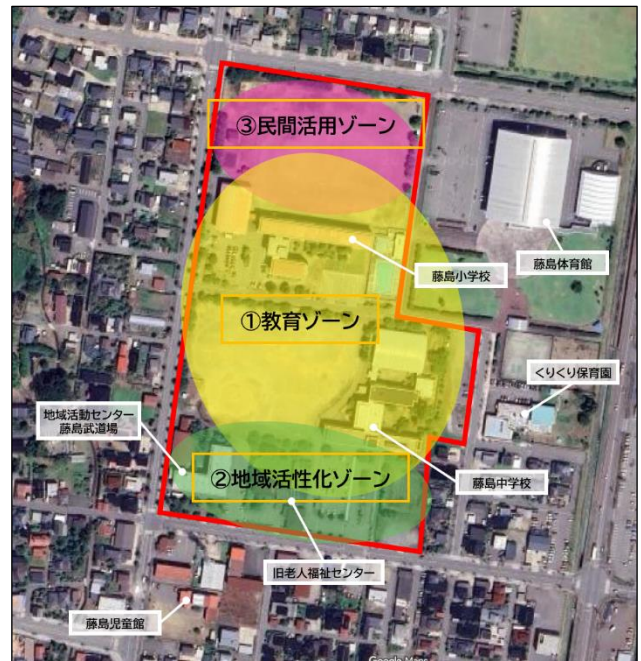 ③民間活用ゾーン
藤島小学校
藤島体育館
①教育ゾーン
くりくり保育園
地域活動センター
藤島武道場
②地域活性化ゾーン
藤島中学校
旧老人福祉センター
藤島児童館
Google Maps